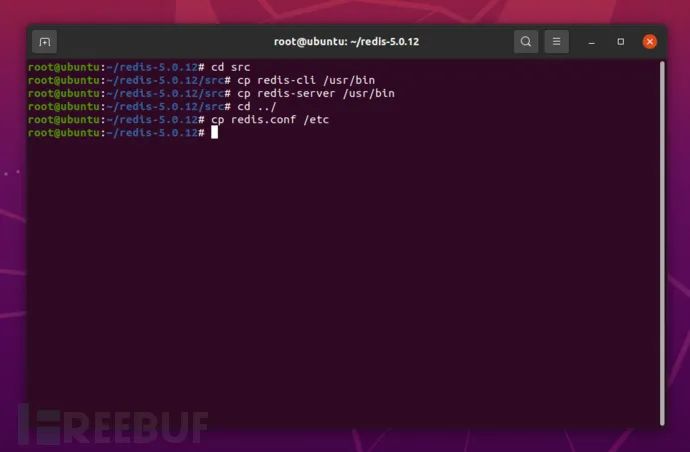 root@ubuntu: ~/redis-5.0.12
root@ubuntu:~/redis-5.0.12# cd src
root@ubuntu:~/redis-5.0.12/src# cp redis-cli /usr/bin
root@ubuntu:~/redis-5.0.12/src# cp redis-server /usr/bin
root@ubuntu:~/redis-5.0.12/src# cd ../
root@ubuntu:~/redis-5.0.12# cp redis.conf /etc
root@ubuntu:~/redis-5.0.12#
FREEBUF